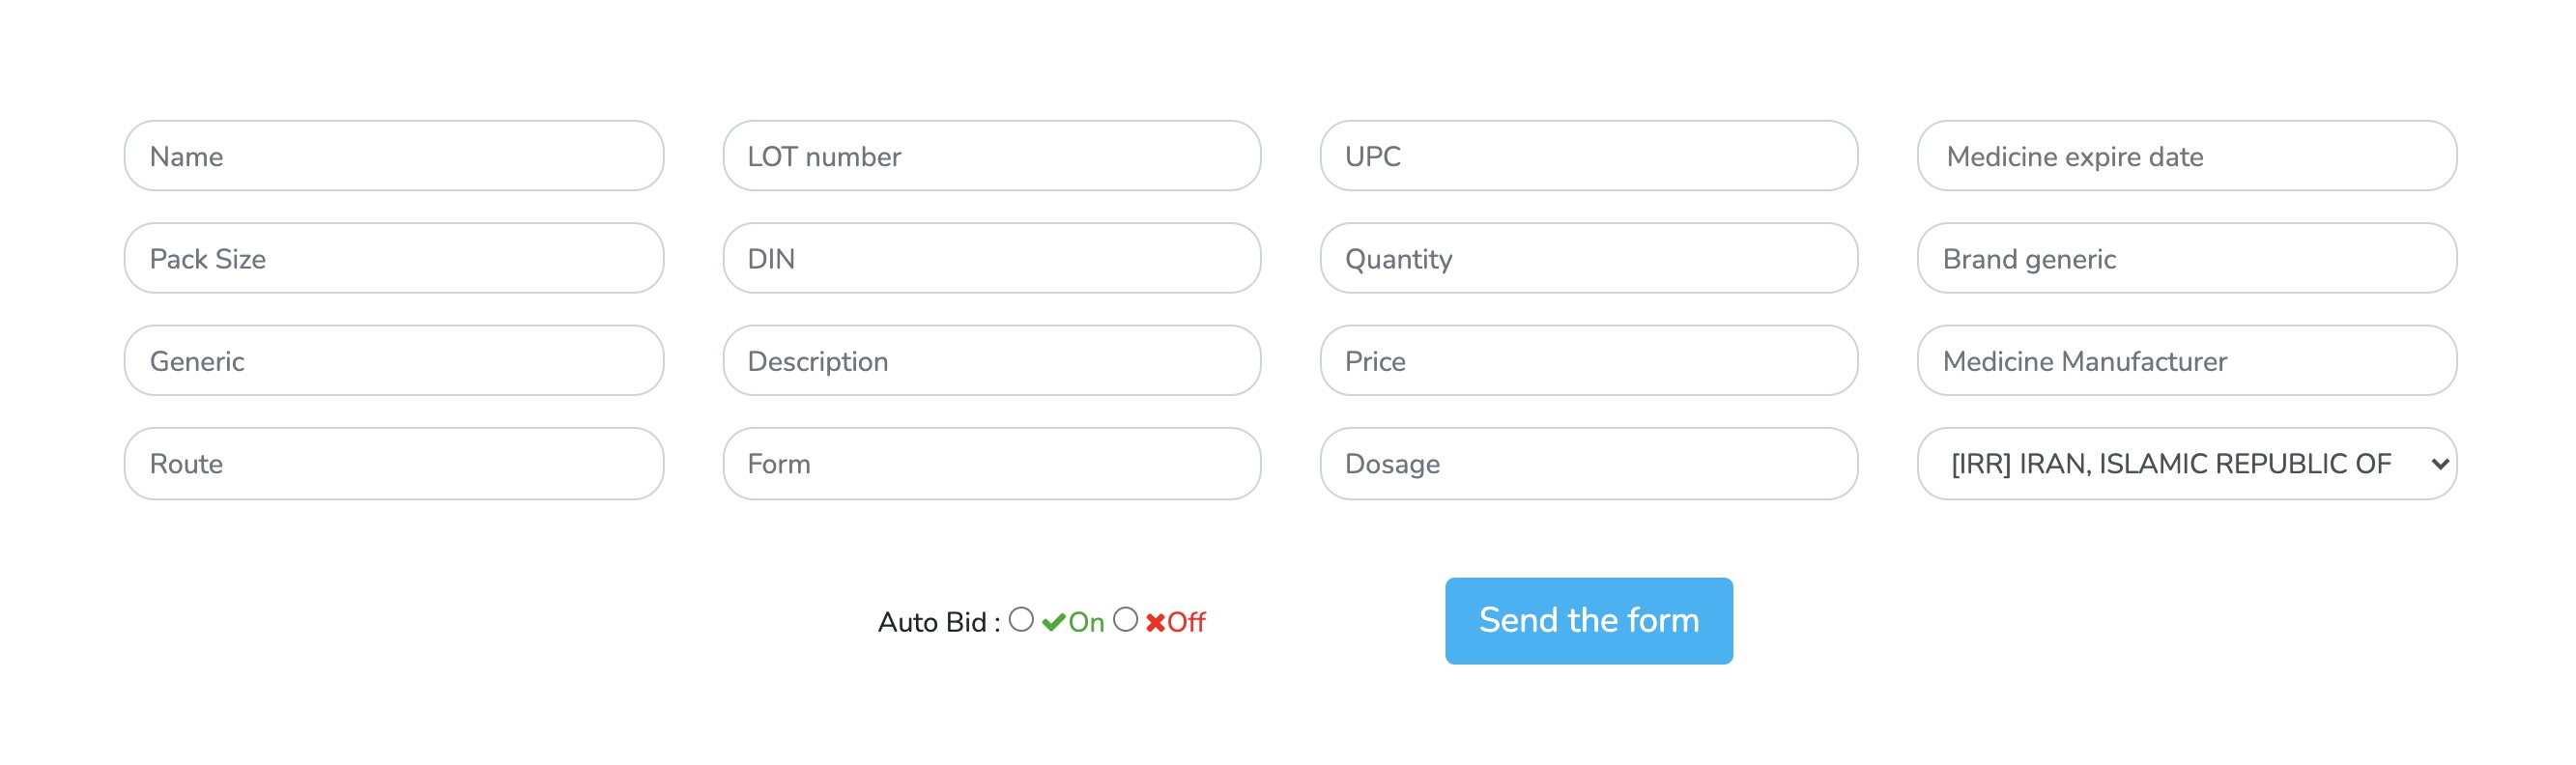 Name LOT number UPC Medicine expire date
Pack Size DIN Quantity Brand generic
Generic Description Price Medicine Manufacturer
Route Form Dosage [IRR] IRAN, ISLAMIC REPUBLIC OF
Auto Bid : On Off Send the form